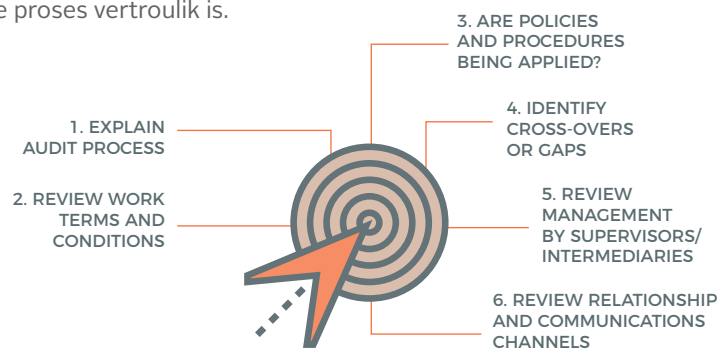 e proses vertroulik is.
3. ARE POLICIES
AND PROCEDURES
BEING APPLIED?
1. EXPLAIN
AUDIT PROCESS
4. IDENTIFY
CROSS-OVERS
OR GAPS
2. REVIEW WORK
TERMS AND
CONDITIONS
5. REVIEW
MANAGEMENT
BY SUPERVISORS/
INTERMEDIARIES
6. REVIEW RELATIONSHIP
AND COMMUNICATIONS
CHANNELS